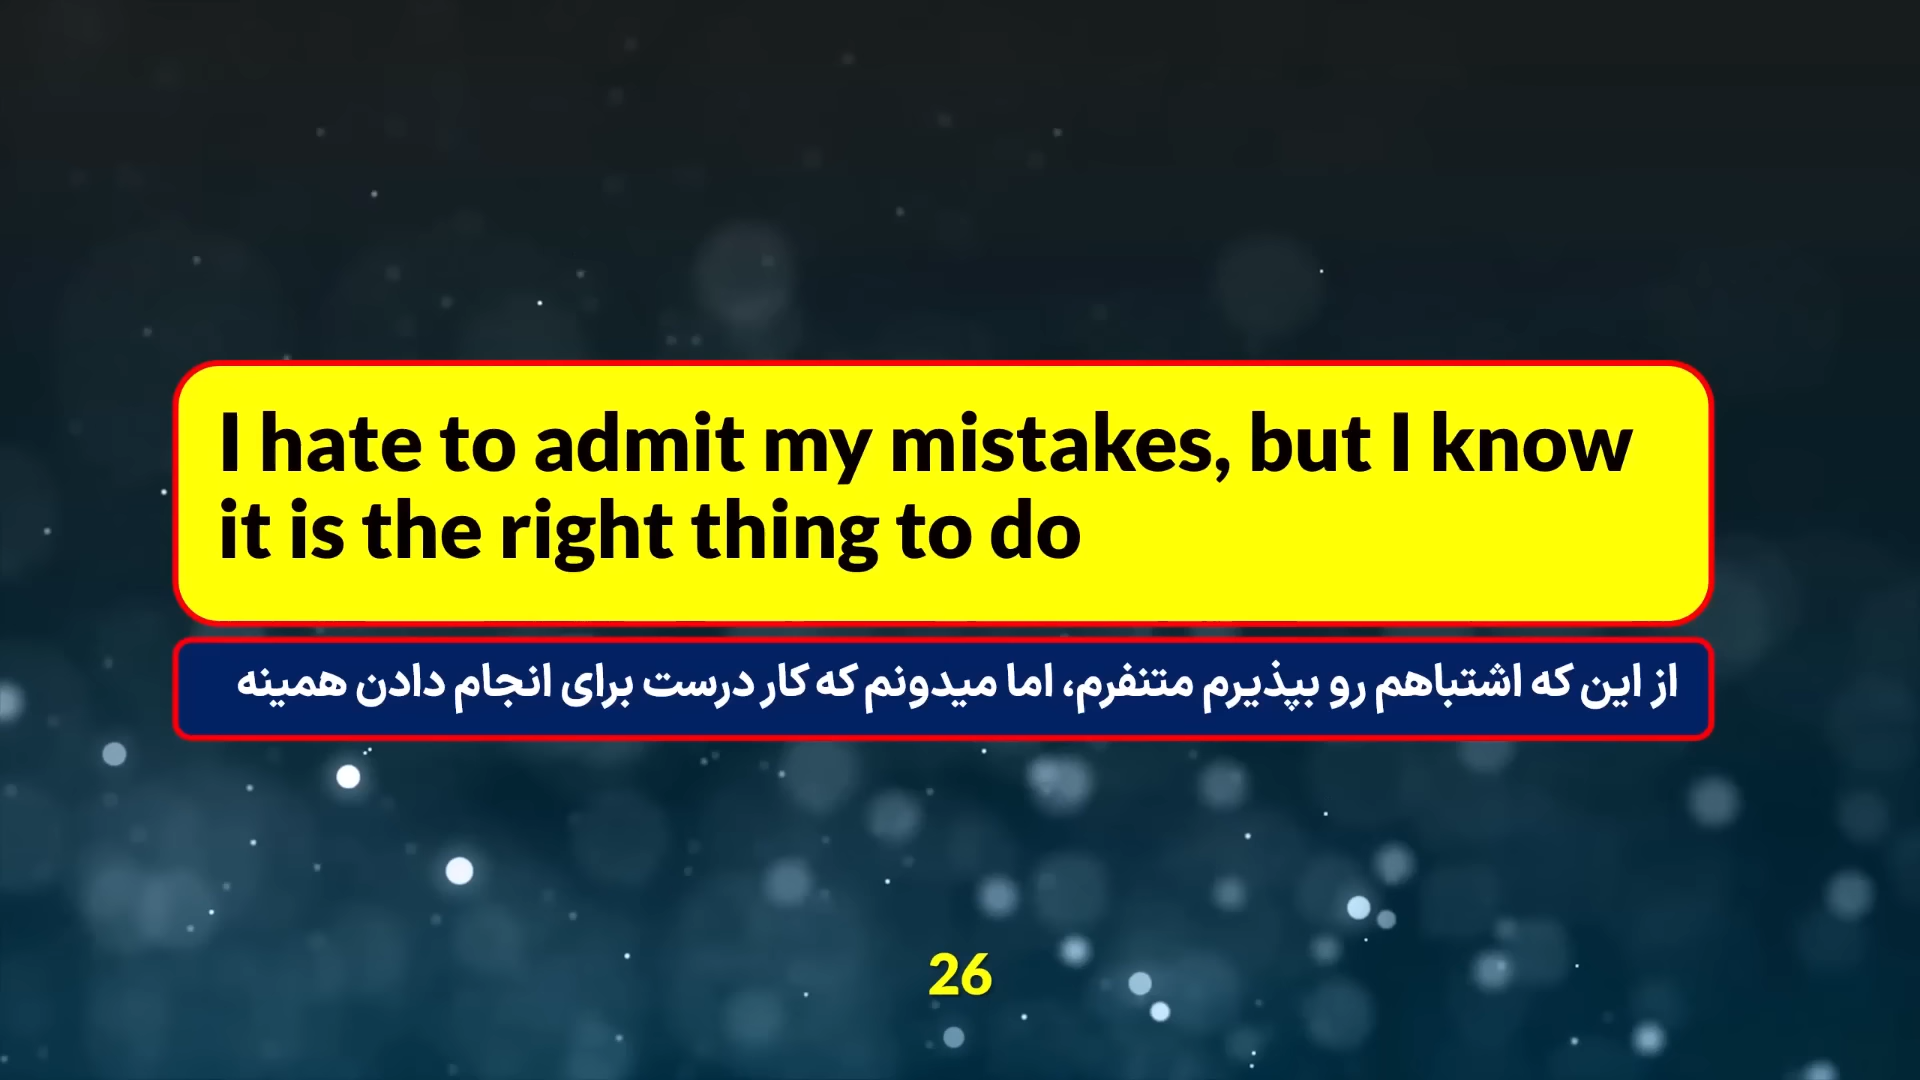 I hate to admit my mistakes, but I know
it is the right thing to do
از این که اشتباهم رو بپذیرم متنفرم، اما میدونم که کار درست برای انجام دادن همینه
26